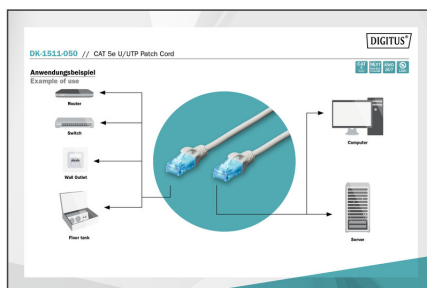 DIGITUS®
DK-1511-050 // CAT 5e U/UTP Patch Cord
Anwendungsbeispiel
Example of use
Router
Switch
Wall Outlet
Floor tank
Computer
Server